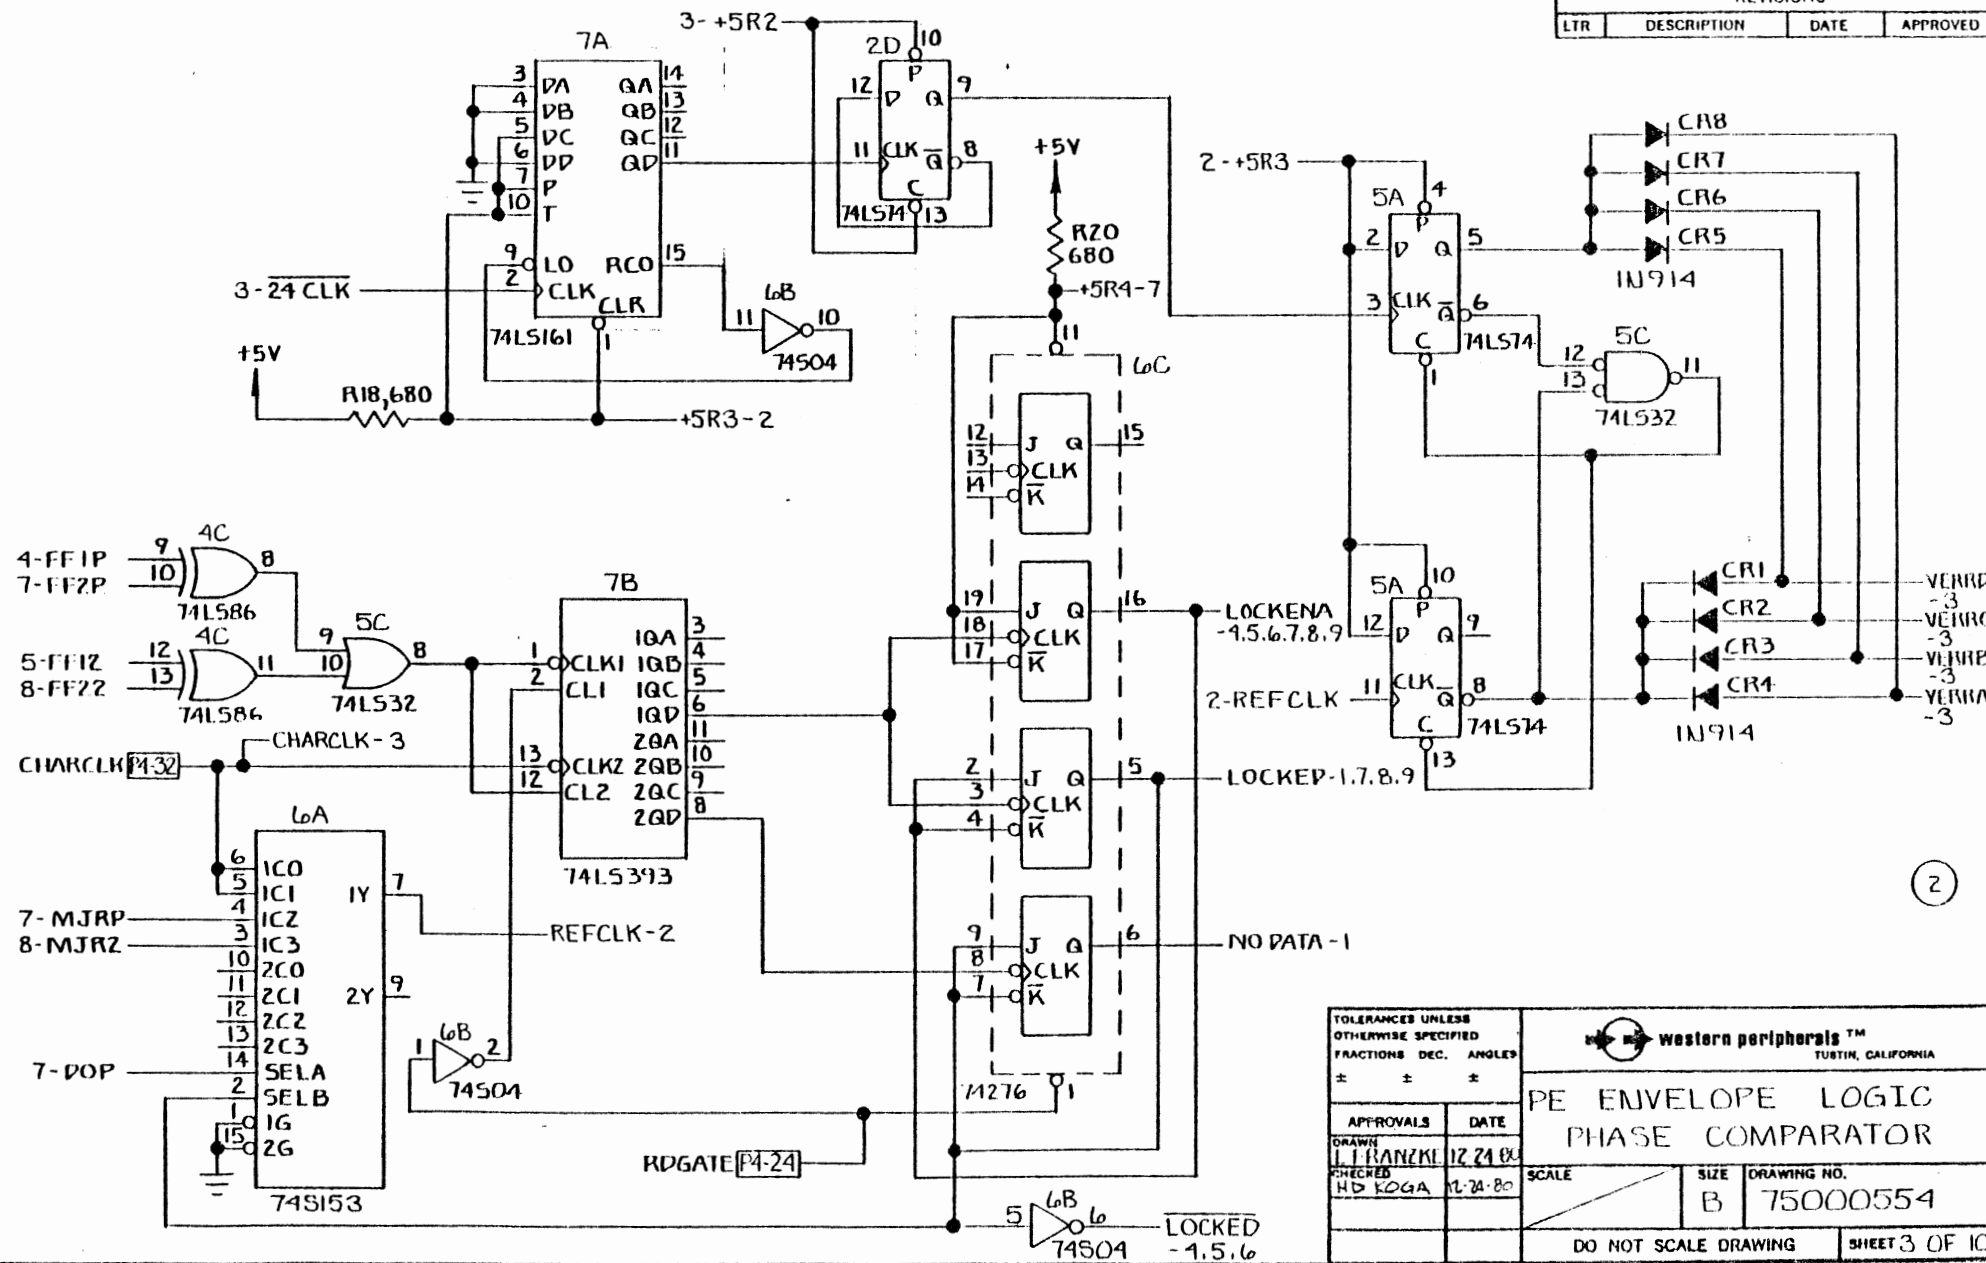 REVISIONS
LTR DESCRIPTION DATE APPROVED
3- +5R2
7A
3 DA QA 14
4 DB QB 13
5 DC QC 12
6 DD QD 11
7 P
10 T
9 LD RCO 15
2 CLK
CLR
1
3-24 CLK
74LS161
6B
11 10
74S04
+5V
R18,680
+5R3-2
2D
10
P
12 D Q 9
11 CLK Q 8
C
74LS74 13
+5V
R20
680
+5R4-7
11
6C
12 J Q 15
13 CLK
14 K
19 J Q 16
18 CLK
17 K
LOCKENA
-4,5,6,7,8,9
2 J Q 5
3 CLK
4 K
LOCKED-1,7,8,9
9 J Q 6
8 CLK
7 K
NO DATA-1
74276
1
2-+5R3
5A
4
P
2 D Q 5
3 CLK Q 6
C
74LS74
1
5C
12
13
11
74LS32
CR8
CR7
CR6
CR5
1N914
5A
10
P
12 D Q 9
11 CLK Q 8
C
74LS74
13
2-REFCLK
CR1
CR2
CR3
CR4
1N914
-3
-3
-3
-3
4C
4-FF1P 9
7-FF2P 10
8
74LS86
4C
5-FF1Z 12
8-FF2Z 13
11
74LS86
5C
9
10
8
74LS32
7B
1 CLK1 1QA 3
2 CL1 1QB 4
1QC 5
1QD 6
2QA 11
13 CLK2 2QB 10
12 CL2 2QC 9
2QD 8
74LS393
CHARCLK-3
CHARCLK P4-32
6A
6 1C0
5 1C1 1Y 7
4 1C2
3 1C3
10 2C0
11 2C1 2Y 9
12 2C2
13 2C3
14 SELA
2 SELB
1 1G
15 2G
74S153
7-MJRP
8-MJRZ
7-DOP
REFCLK-2
6B
1 2
74S04
RDGATE P4-24
6B
5 6
74S04
LOCKED
-4,5,6
2
TOLERANCES UNLESS
OTHERWISE SPECIFIED
FRACTIONS DEC. ANGLES
± ± ±
APPROVALS DATE
DRAWN
CHECKED
HD KOGA 12-24-80
western peripherals ™
TUSTIN, CALIFORNIA
PE ENVELOPE LOGIC
PHASE COMPARATOR
SCALE
SIZE
B
DRAWING NO.
75000554
DO NOT SCALE DRAWING
SHEET 3 OF 10